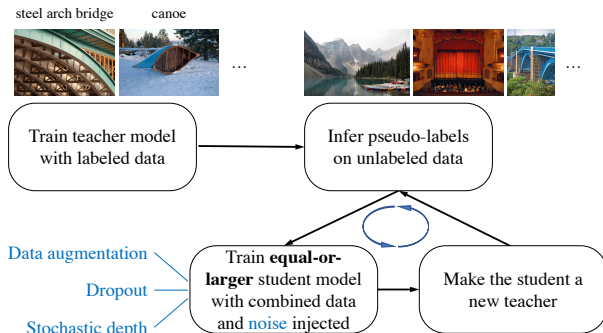 steel arch bridge
canoe
...
...
Train teacher model
with labeled data
Infer pseudo-labels
on unlabeled data
Data augmentation
Dropout
Stochastic depth
Train equal-or-
larger student model
with combined data
and noise injected
Make the student a
new teacher